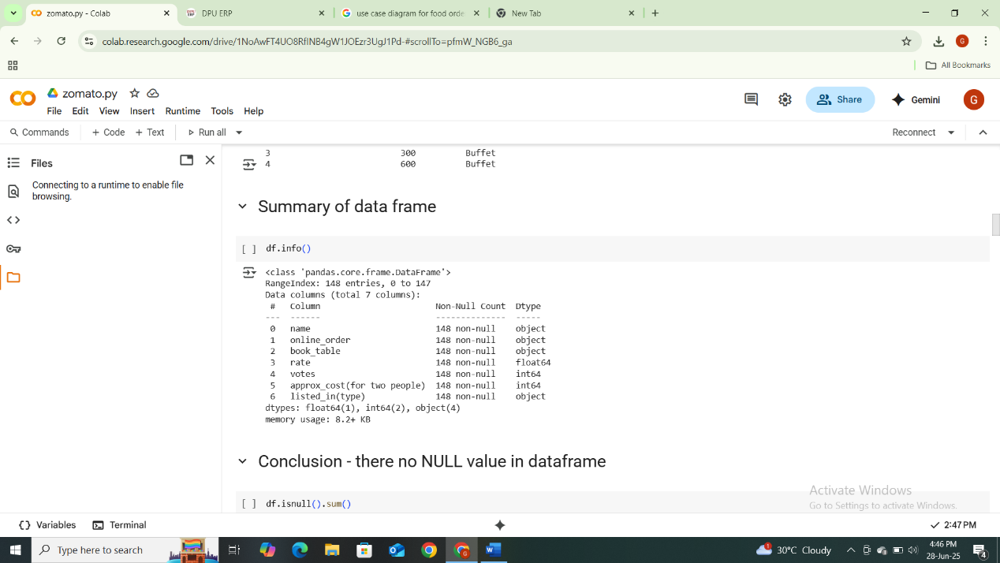 zomato.py - Colab
DPU ERP
use case diagram for food orde
New Tab
colab.research.google.com/drive/1NoAwFT4UO8RfINB4gW1JOEzr3UgJ1Pd-#scrollTo=pfmW_NGB6_ga
G
All Bookmarks
CO
zomato.py
File Edit View Insert Runtime Tools Help
Share
Gemini
G
Commands + Code + Text Run all
Reconnect
Files
Connecting to a runtime to enable file
browsing.
3 300 Buffet
4 600 Buffet
Summary of data frame
[ ] df.info()
<class 'pandas.core.frame.DataFrame'>
RangeIndex: 148 entries, 0 to 147
Data columns (total 7 columns):
# Column Non-Null Count Dtype
--- ------ -------------- -----
0 name 148 non-null object
1 online_order 148 non-null object
2 book_table 148 non-null object
3 rate 148 non-null float64
4 votes 148 non-null int64
5 approx_cost(for two people) 148 non-null int64
6 listed_in(type) 148 non-null object
dtypes: float64(1), int64(2), object(4)
memory usage: 8.2+ KB
Conclusion - there no NULL value in dataframe
[ ] df.isnull().sum()
Activate Windows
Go to Settings to activate Windows.
Variables Terminal
2:47 PM
Type here to search
30°C Cloudy
4:46 PM
28-Jun-25
4